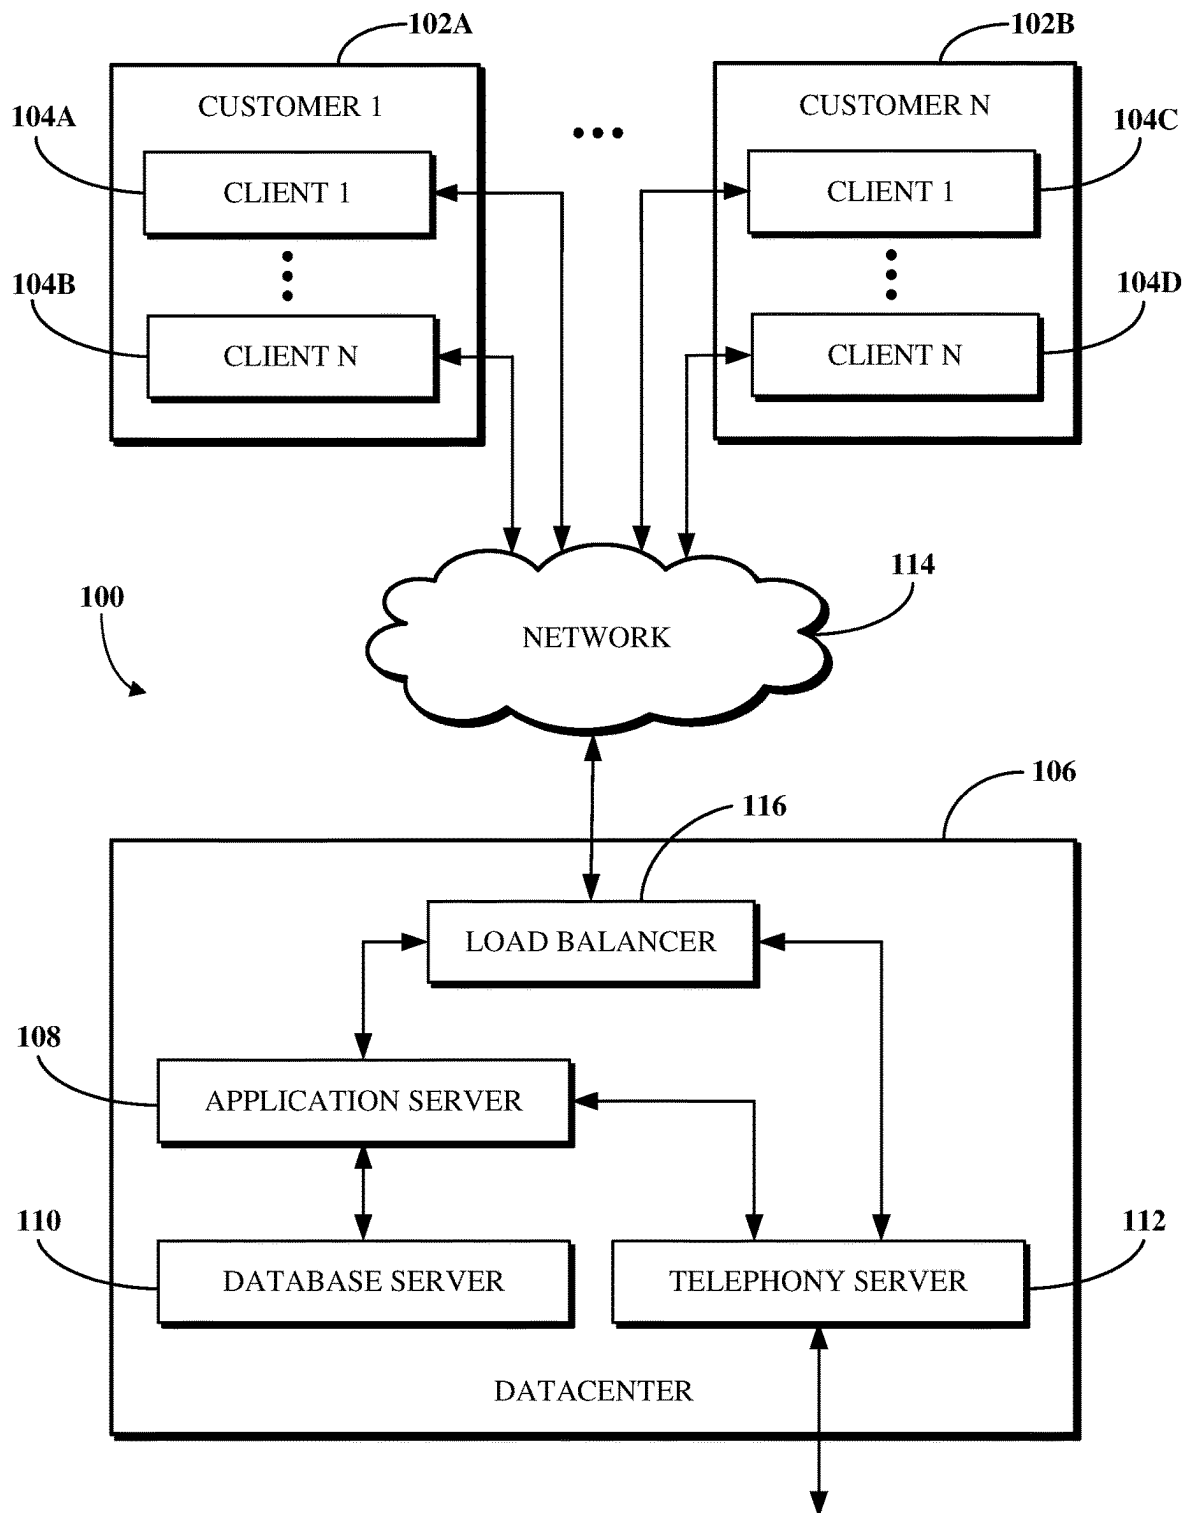 102A
102B
CUSTOMER 1
CUSTOMER N
104A
104C
CLIENT 1
CLIENT 1
104B
104D
CLIENT N
CLIENT N
114
100
NETWORK
106
116
LOAD BALANCER
108
APPLICATION SERVER
110
112
DATABASE SERVER
TELEPHONY SERVER
DATACENTER